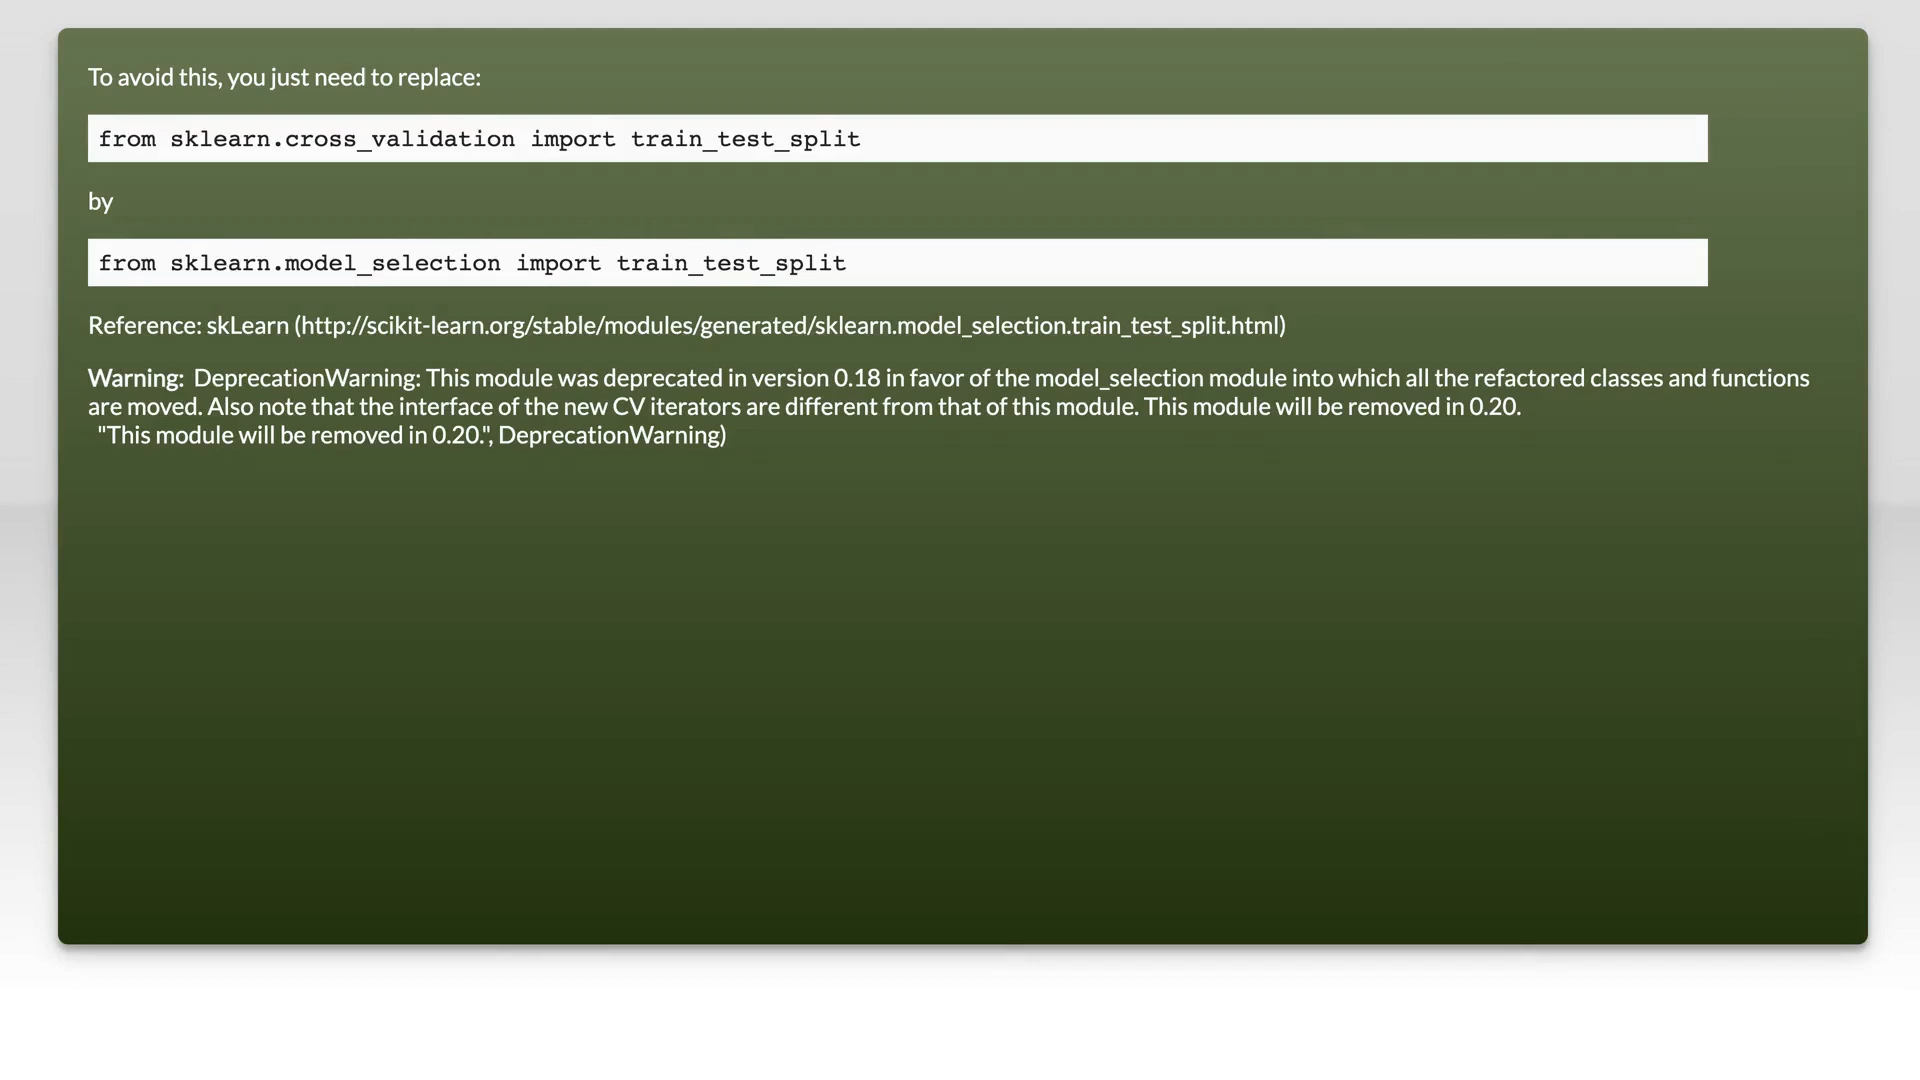 To avoid this, you just need to replace:
from sklearn.cross_validation import train_test_split
by
from sklearn.model_selection import train_test_split
Reference: skLearn (http://scikit-learn.org/stable/modules/generated/sklearn.model_selection.train_test_split.html)
Warning: DeprecationWarning: This module was deprecated in version 0.18 in favor of the model_selection module into which all the refactored classes and functions
are moved. Also note that the interface of the new CV iterators are different from that of this module. This module will be removed in 0.20.
"This module will be removed in 0.20.", DeprecationWarning)